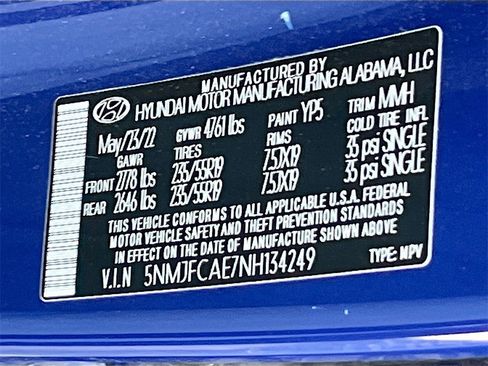 MANUFACTURED BY
HYUNDAI MOTOR MANUFACTURING ALABAMA, LLC
May/23/22 GVWR 4761 lbs PAINT YP5 TRIM MMH
GAWR TIRES RIMS COLD TIRE INFL
FRONT 2778 lbs 235/55R19 7.5JX19 35 psi SINGLE
REAR 2646 lbs 235/55R19 7.5JX19 35 psi SINGLE
THIS VEHICLE CONFORMS TO ALL APPLICABLE U.S.A. FEDERAL
MOTOR VEHICLE SAFETY AND THEFT PREVENTION STANDARDS
IN EFFECT ON THE DATE OF MANUFACTURE SHOWN ABOVE
V.I.N 5NMJFCAE7NH134249 TYPE: MPV